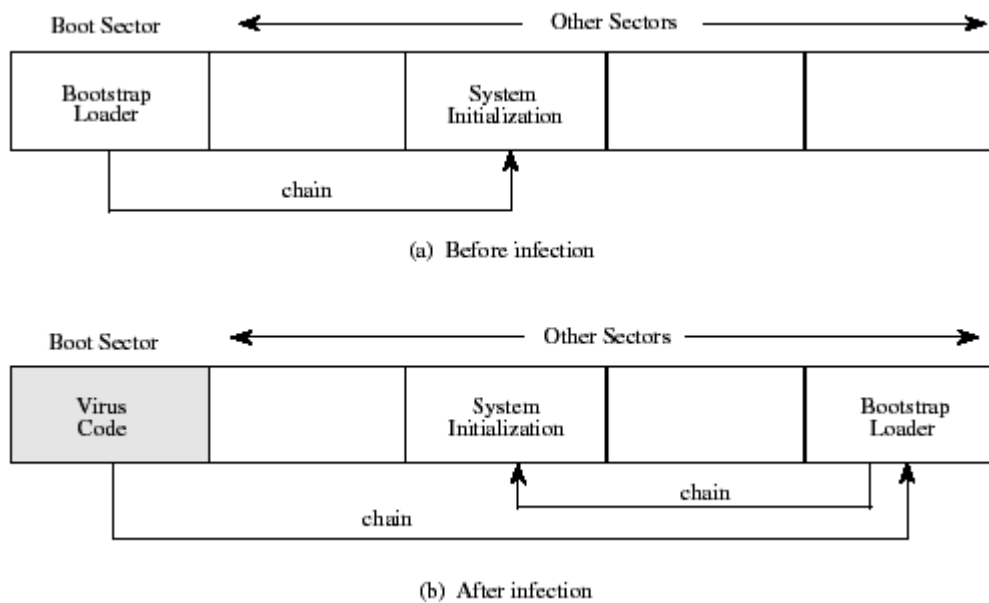 Boot Sector
Other Sectors
Bootstrap
Loader
System
Initialization
chain
(a) Before infection
Boot Sector
Other Sectors
Virus
Code
System
Initialization
Bootstrap
Loader
chain
chain
(b) After infection